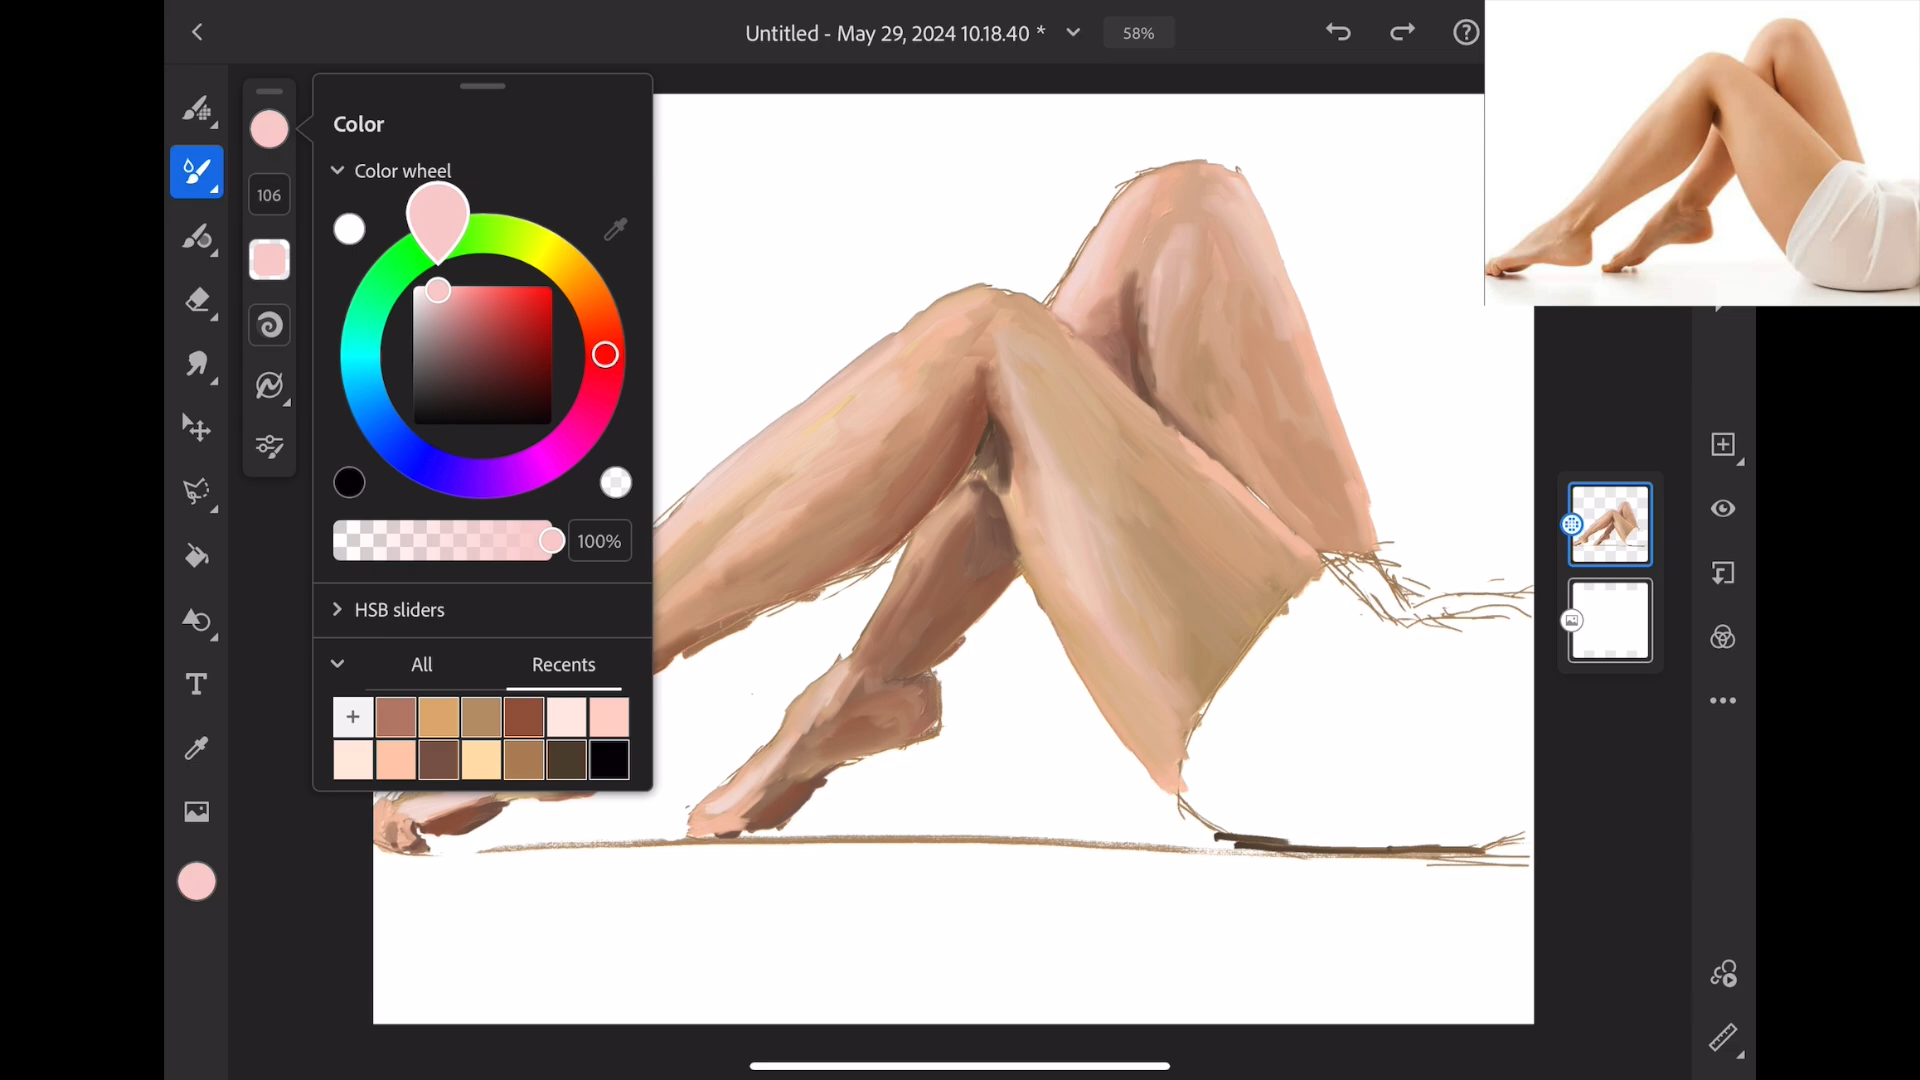 Untitled - May 29, 2024 10.18.40 *
58%
?
106
Color
Color wheel
100%
HSB sliders
All
Recents
T